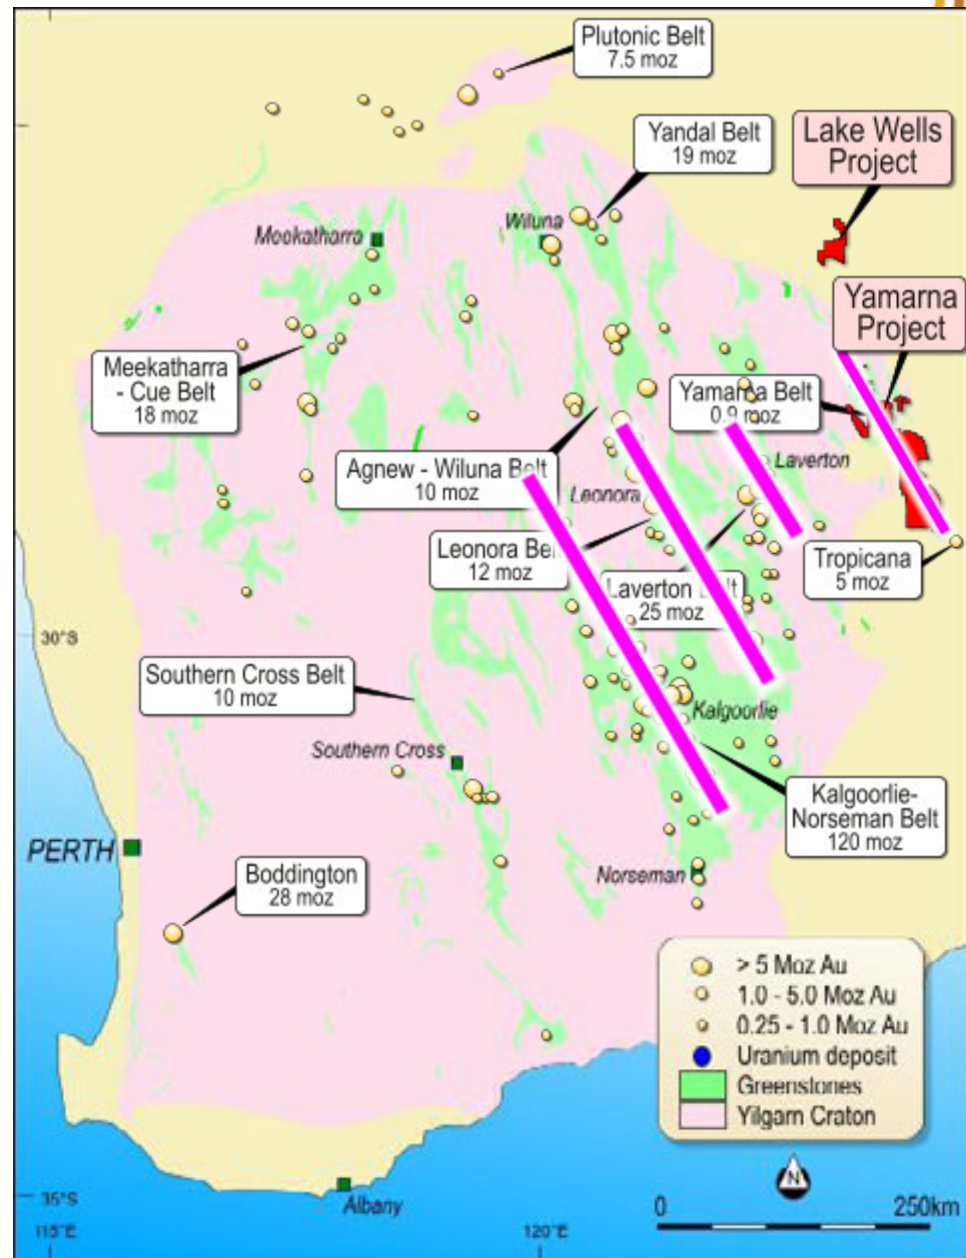 Plutonic Belt
7.5 moz
Yandal Belt
19 moz
Lake Wells
Project
Meekatharra
Wiluna
Yamarna
Project
Meekatharra
- Cue Belt
18 moz
Yamarna Belt
0.9 moz
Agnew - Wiluna Belt
10 moz
Laverton
Leonora
Leonora Belt
12 moz
Tropicana
5 moz
Laverton Belt
25 moz
30°S
Southern Cross Belt
10 moz
Kalgoorlie
Southern Cross
Kalgoorlie-
Norseman Belt
120 moz
PERTH
Boddington
28 moz
Norseman
> 5 Moz Au
1.0 - 5.0 Moz Au
0.25 - 1.0 Moz Au
Uranium deposit
Greenstones
Yilgarn Craton
N
35°S
Albany
0 250km
115°E 120°E